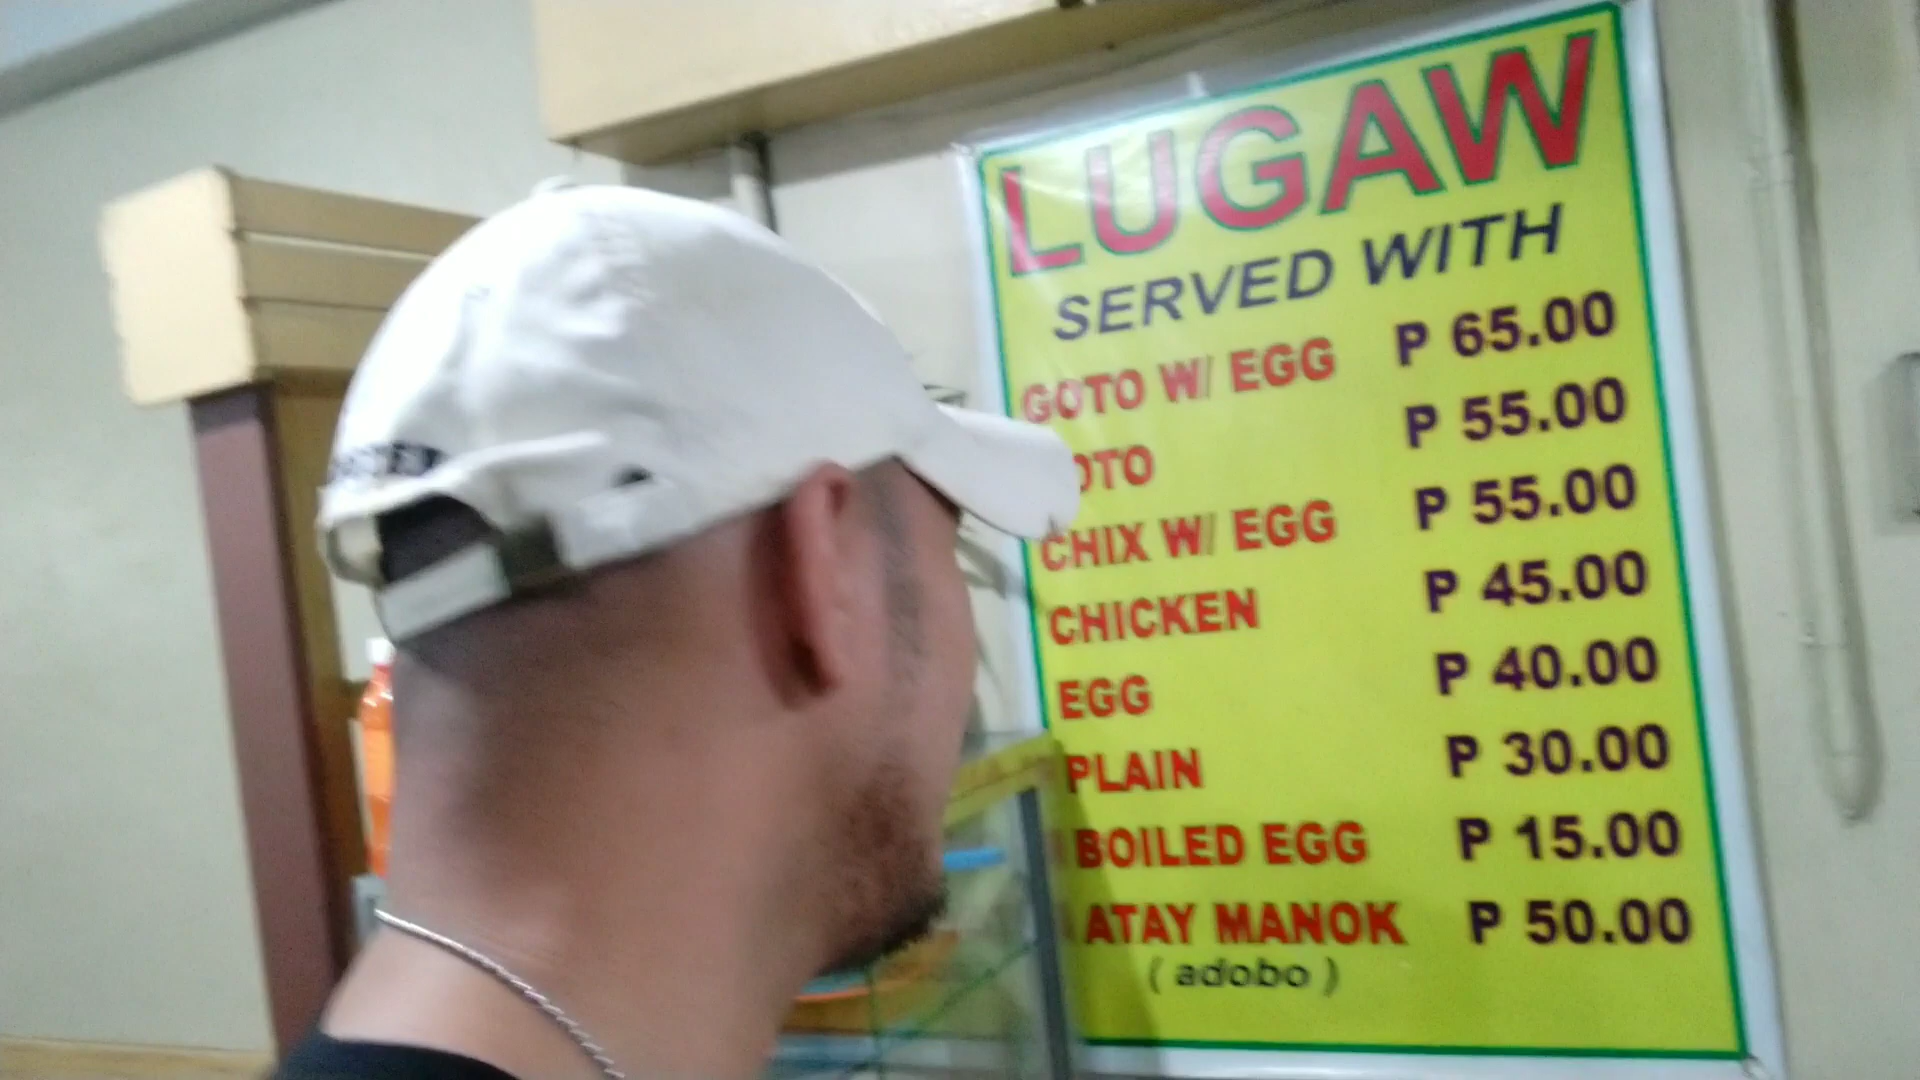 LUGAW
SERVED WITH
GOTO W/ EGG P 65.00
OTO P 55.00
CHIX W/ EGG P 55.00
CHICKEN P 45.00
EGG P 40.00
PLAIN P 30.00
BOILED EGG P 15.00
ATAY MANOK P 50.00
( adobo )